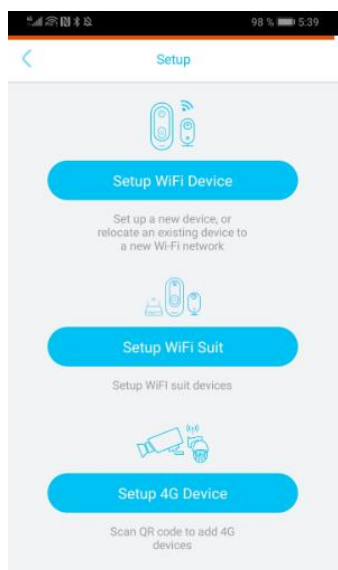 98 % 5:39
Setup
Setup WiFi Device
Set up a new device, or
relocate an existing device to
a new Wi-Fi network
Setup WiFi Suit
Setup WiFI suit devices
Setup 4G Device
Scan QR code to add 4G
devices